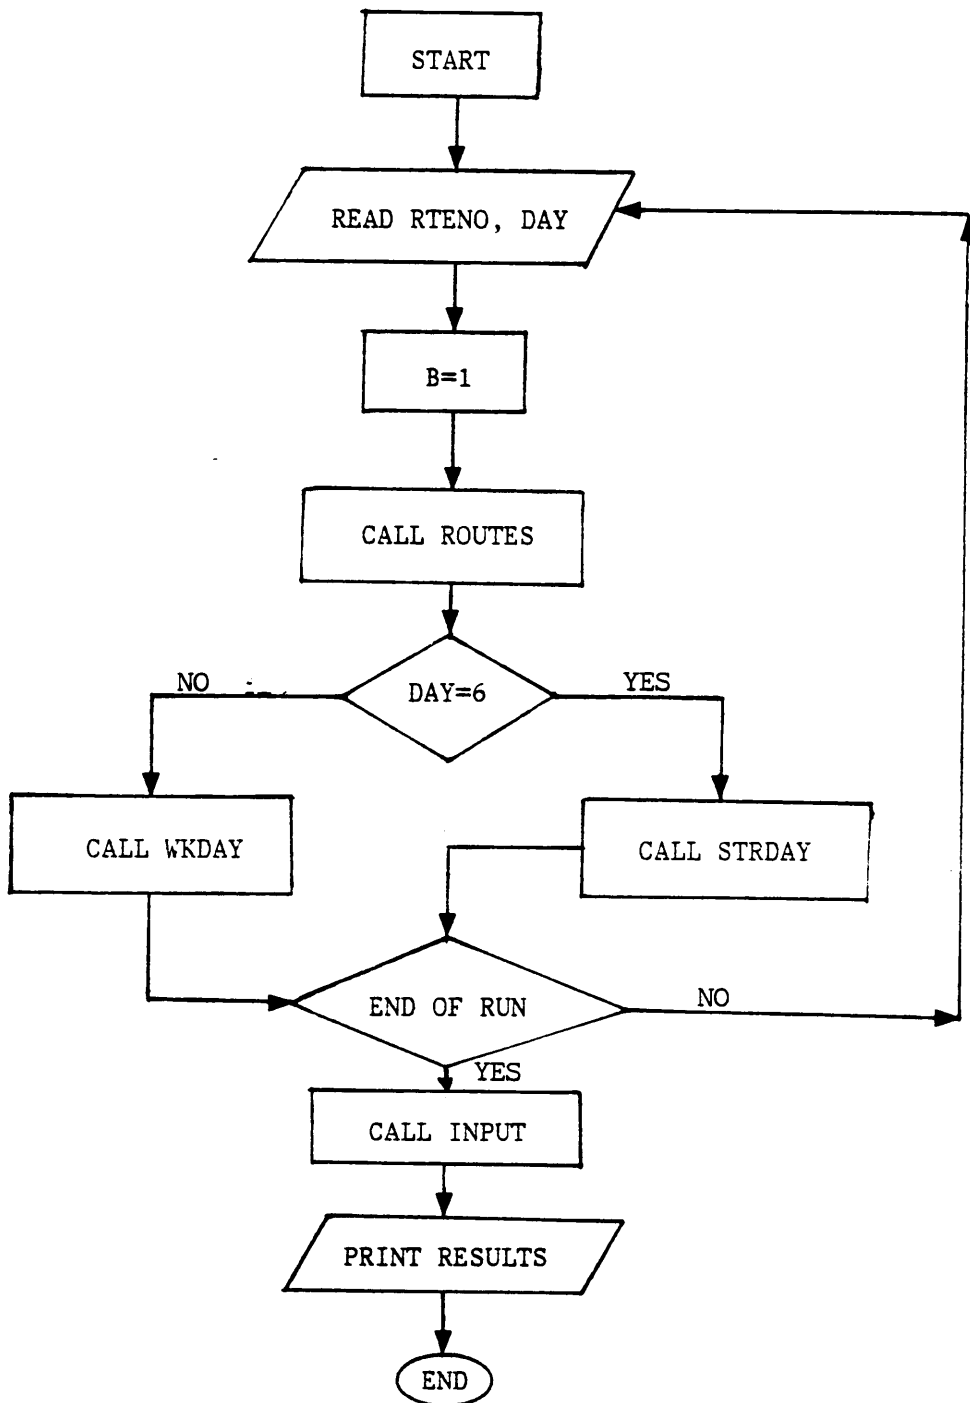 START
READ RTENO, DAY
B=1
CALL ROUTES
DAY=6
NO
YES
CALL WKDAY
CALL STRDAY
END OF RUN
NO
YES
CALL INPUT
PRINT RESULTS
END